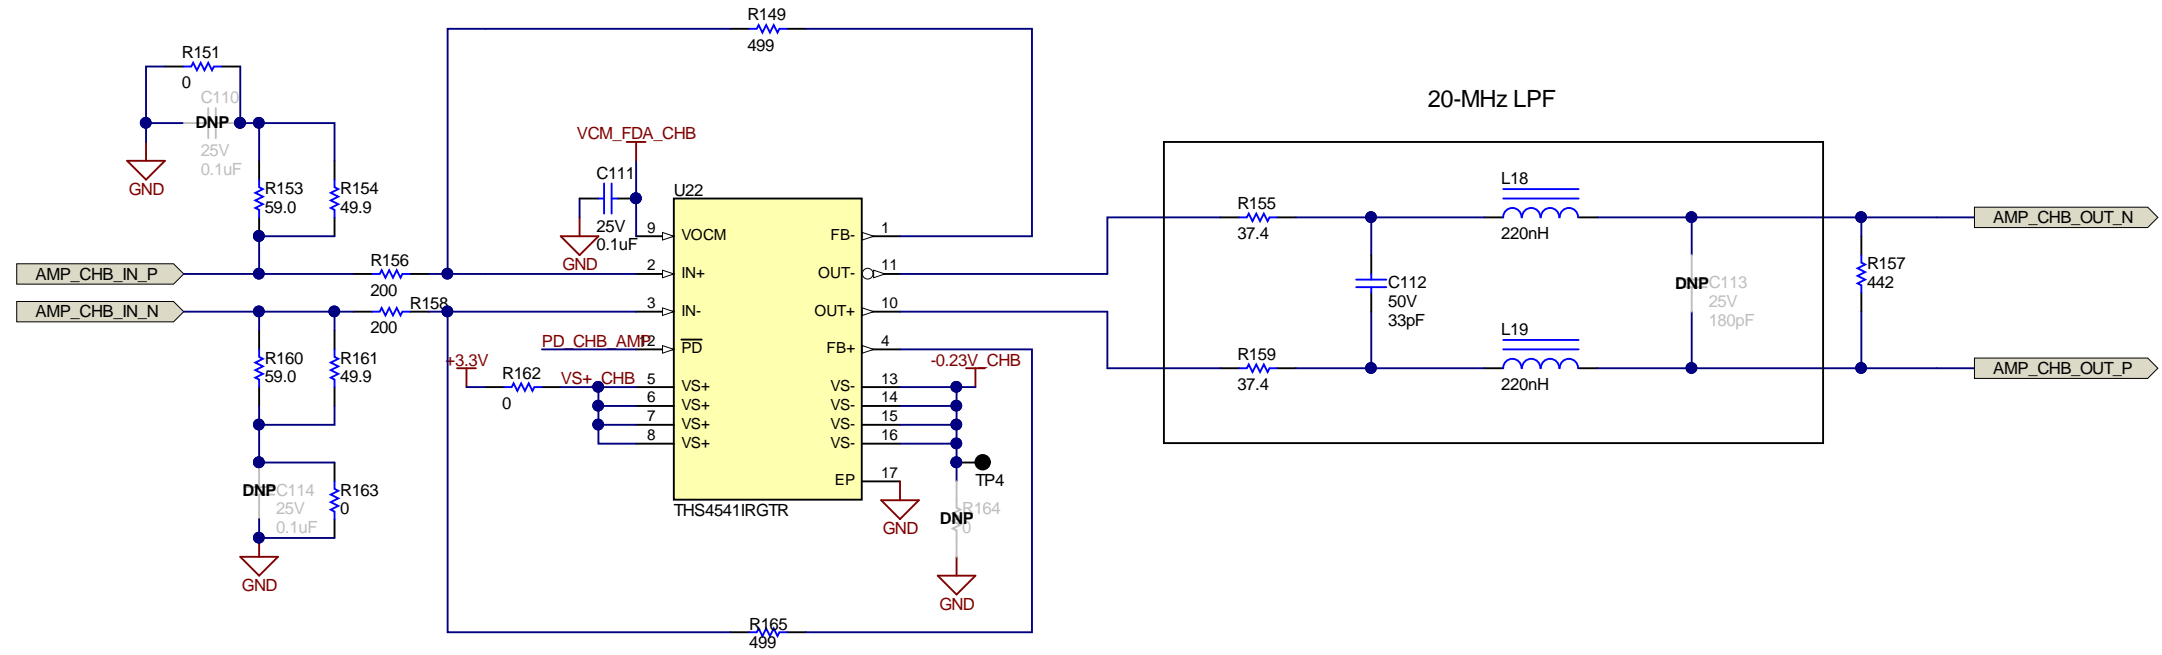 R149
499
R151
0
C110
DNP
25V
0.1uF
GND
R153
59.0
R154
49.9
VCM_FDA_CHB
C111
25V
0.1uF
GND
U22
9 VOCM
2 IN+
3 IN-
12 PD
5 VS+
6 VS+
7 VS+
8 VS+
FB- 1
OUT- 11
OUT+ 10
FB+ 4
VS- 13
VS- 14
VS- 15
VS- 16
EP 17
THS4541IRGTR
AMP_CHB_IN_P
R156
200
AMP_CHB_IN_N
R158
200
PD_CHB_AMP
+3.3V
R162
0
VS+_CHB
R160
59.0
R161
49.9
DNP
C114
25V
0.1uF
R163
0
GND
-0.23V_CHB
TP4
GND
R164
DNP
0
GND
R165
499
20-MHz LPF
R155
37.4
L18
220nH
C112
50V
33pF
DNP
C113
25V
180pF
R159
37.4
L19
220nH
R157
442
AMP_CHB_OUT_N
AMP_CHB_OUT_P